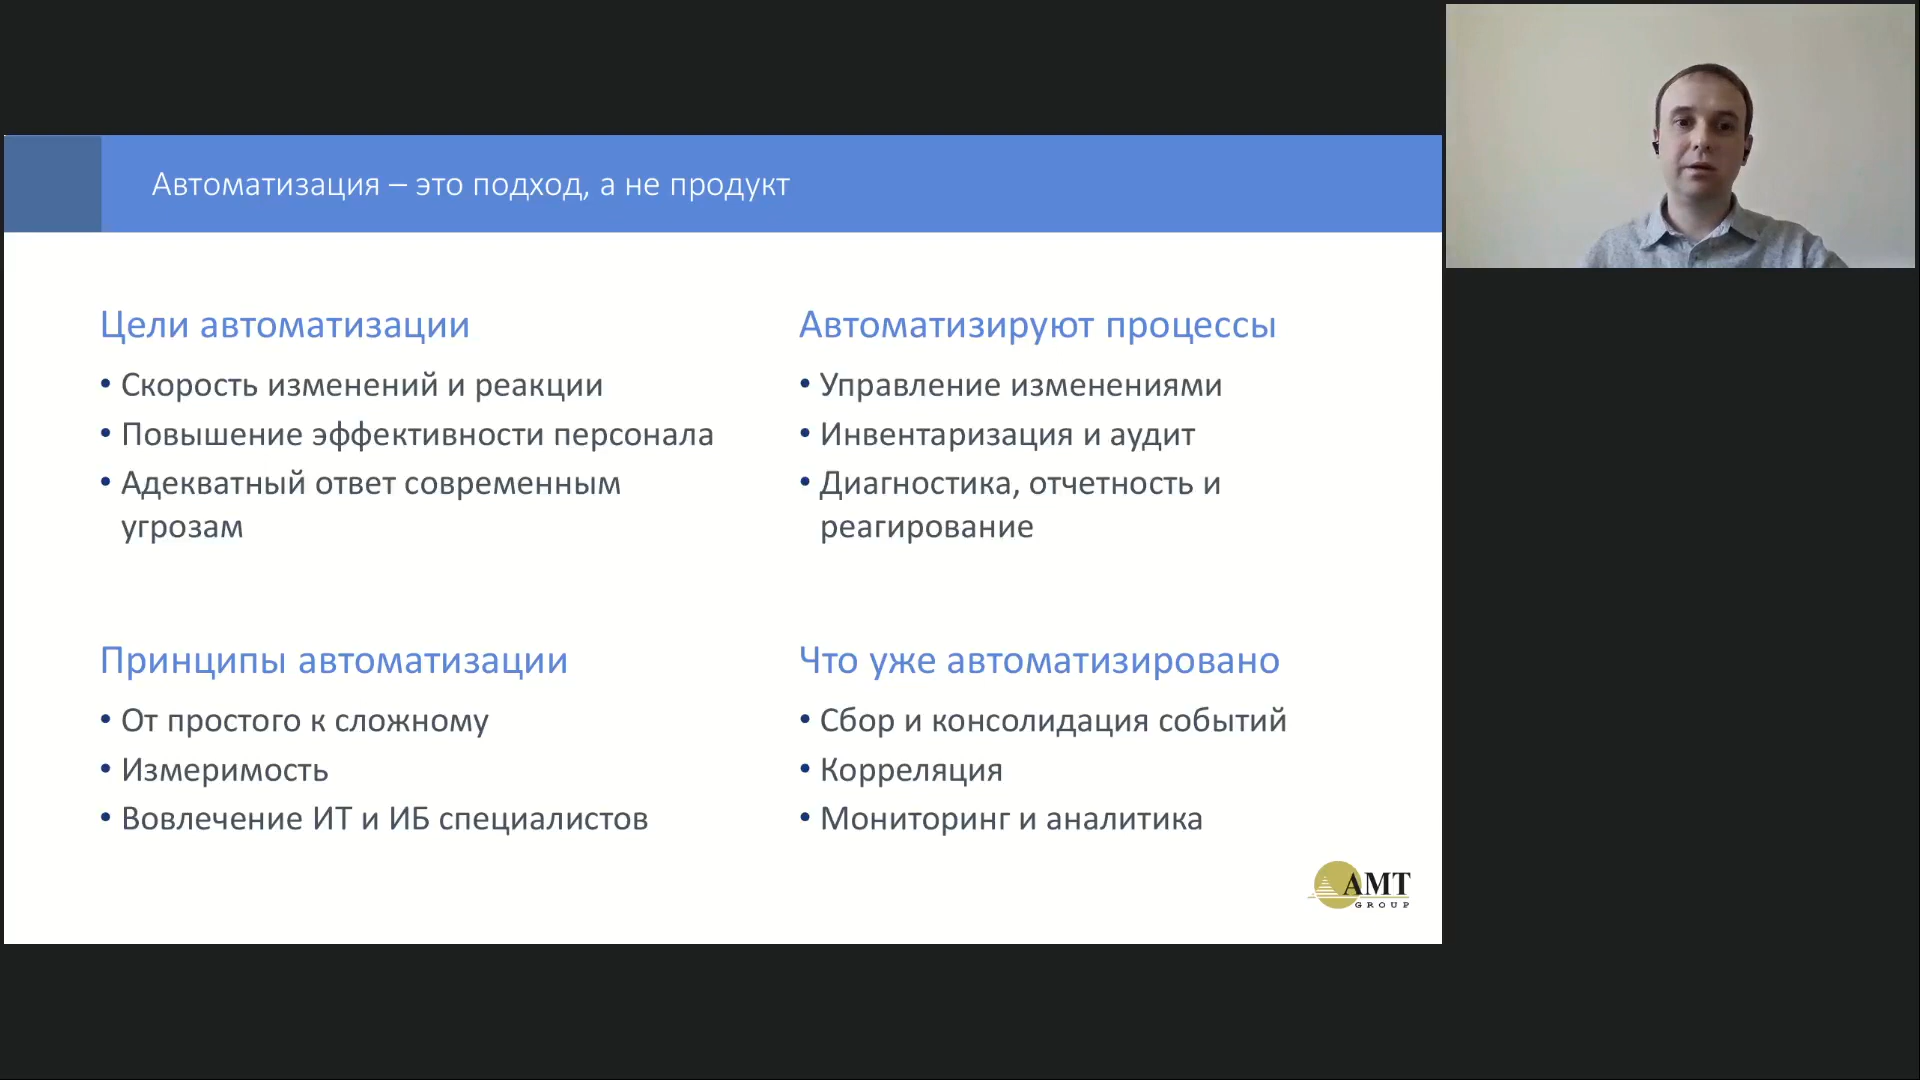 Автоматизация – это подход, а не продукт
Цели автоматизации
• Скорость изменений и реакции
• Повышение эффективности персонала
• Адекватный ответ современным
угрозам
Автоматизируют процессы
• Управление изменениями
• Инвентаризация и аудит
• Диагностика, отчетность и
реагирование
Принципы автоматизации
• От простого к сложному
• Измеримость
• Вовлечение ИТ и ИБ специалистов
Что уже автоматизировано
• Сбор и консолидация событий
• Корреляция
• Мониторинг и аналитика
AMT
GROUP